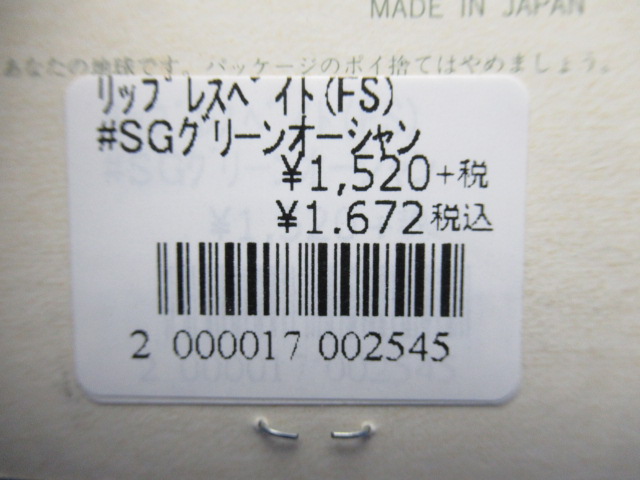 MADE IN JAPAN
あなたの地球です。パッケージのポイ捨てはやめましょう。
ﾘｯﾌﾟﾚｽﾍﾞｲﾄ(FS)
#SGｸﾞﾘｰﾝｵｰｼｬﾝ
¥1,520+税
¥1.672税込
2 000017 002545